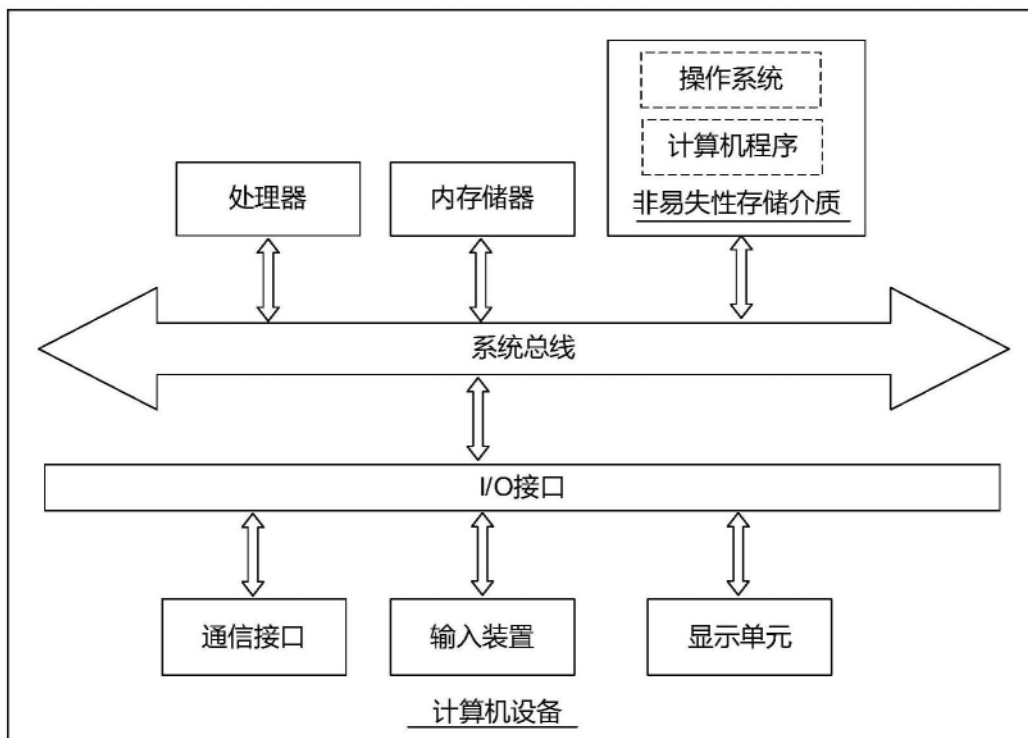 操作系统
计算机程序
非易失性存储介质
处理器
内存储器
系统总线
I/O接口
通信接口
输入装置
显示单元
计算机设备